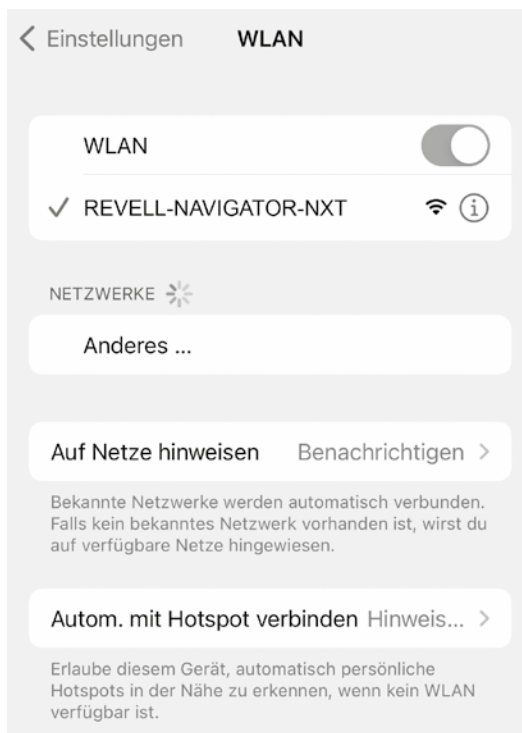 Einstellungen WLAN
WLAN
REVELL-NAVIGATOR-NXT
NETZWERKE
Anderes ...
Auf Netze hinweisen Benachrichtigen
Bekannte Netzwerke werden automatisch verbunden.
Falls kein bekanntes Netzwerk vorhanden ist, wirst du
auf verfügbare Netze hingewiesen.
Autom. mit Hotspot verbinden Hinweis...
Erlaube diesem Gerät, automatisch persönliche
Hotspots in der Nähe zu erkennen, wenn kein WLAN
verfügbar ist.